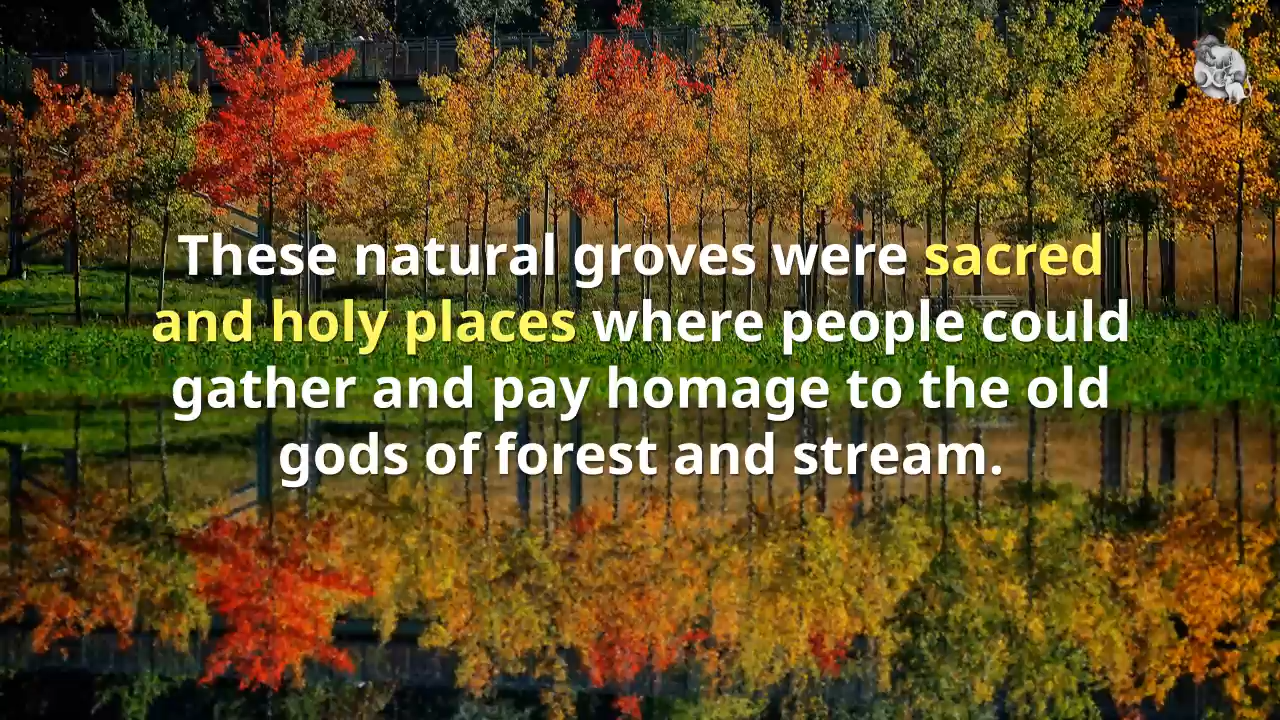 These natural groves were sacred
and holy places where people could
gather and pay homage to the old
gods of forest and stream.